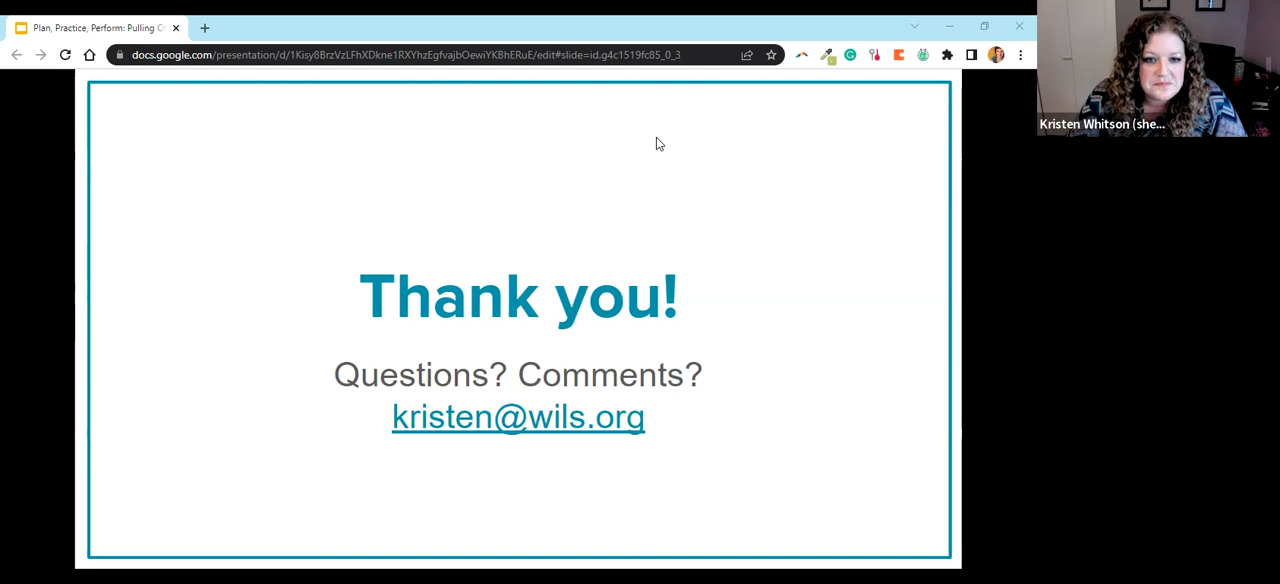 Plan, Practice, Perform: Pulling O
docs.google.com/presentation/d/1Kisy8BrzVzLFhXDkne1RXYhzEgfvajbOewiYKBhERuE/edit#slide=id.g4c1519fc85_0_3
Kristen Whitson (she...
Thank you!
Questions? Comments?
kristen@wils.org